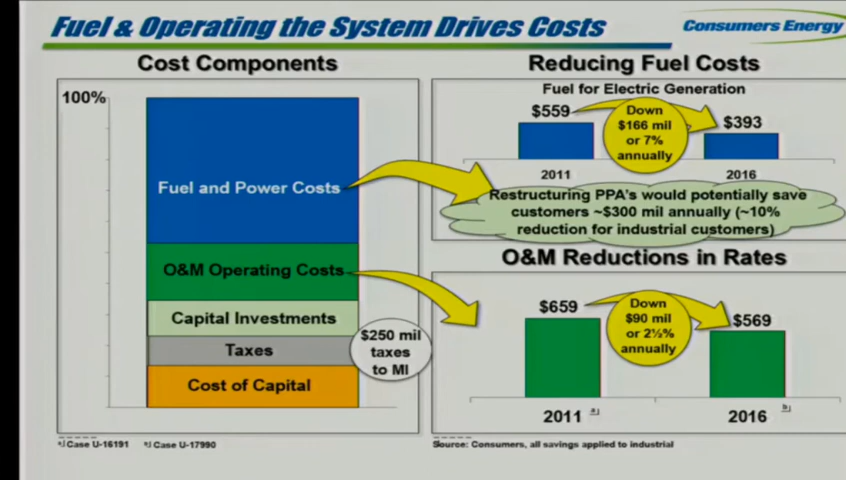 Fuel & Operating the System Drives Costs
Consumers Energy
Cost Components
100%
Fuel and Power Costs
O&M Operating Costs
Capital Investments
Taxes
Cost of Capital
$250 mil
taxes
to MI
Reducing Fuel Costs
Fuel for Electric Generation
$559
Down
$166 mil
or 7%
annually
$393
2011
2016
Restructuring PPA's would potentially save
customers ~$300 mil annually (~10%
reduction for industrial customers)
O&M Reductions in Rates
$659
Down
$90 mil
or 2½%
annually
$569
2011 a)
2016 b)
a) Case U-16191
Case U-17990
Source: Consumers, all savings applied to industrial